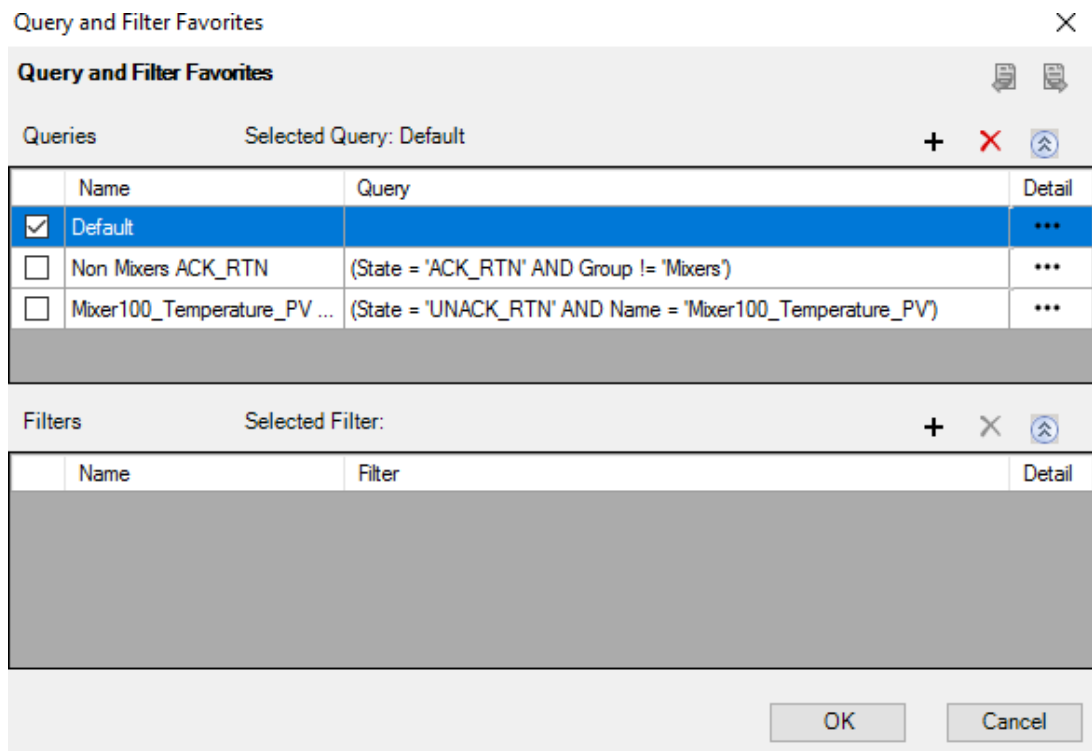 Query and Filter Favorites
Query and Filter Favorites
Queries Selected Query: Default
Name Query Detail
Default •••
Non Mixers ACK_RTN (State = 'ACK_RTN' AND Group != 'Mixers') •••
Mixer100_Temperature_PV ... (State = 'UNACK_RTN' AND Name = 'Mixer100_Temperature_PV') •••
Filters Selected Filter:
Name Filter Detail
OK Cancel